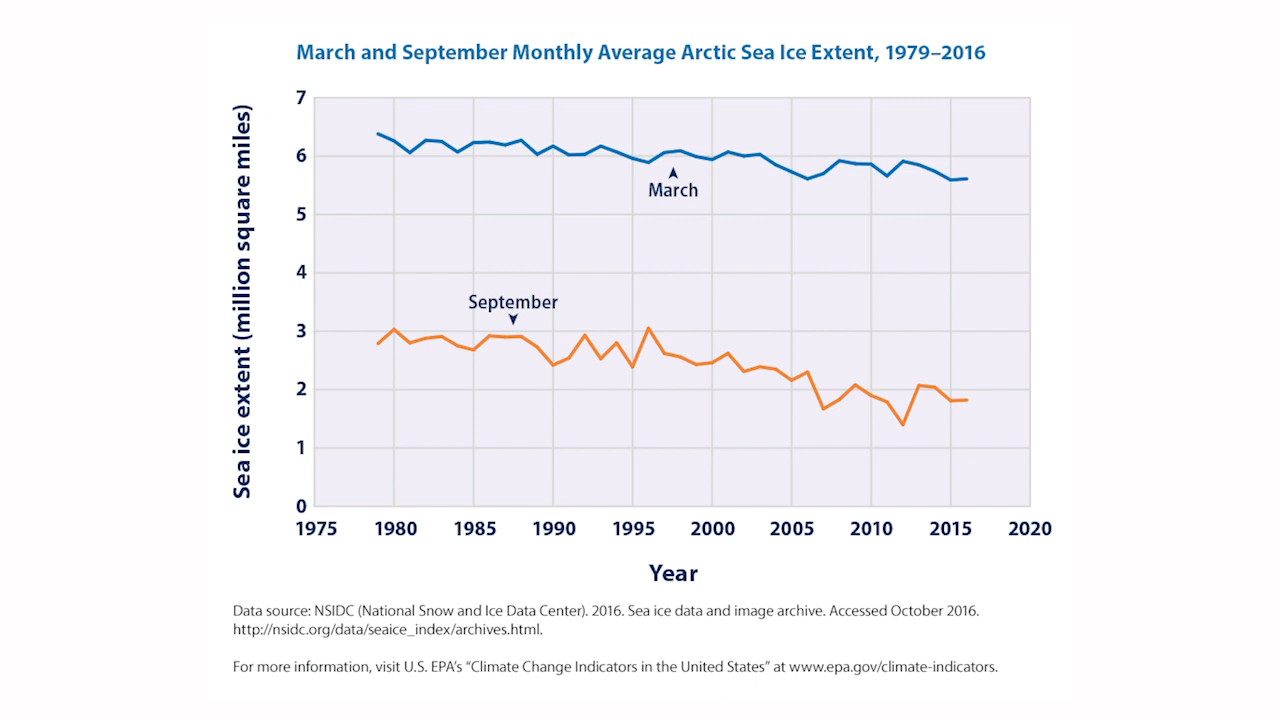 March and September Monthly Average Arctic Sea Ice Extent, 1979–2016
Sea ice extent (million square miles)
7
6
5
4
3
2
1
0
March
September
1975 1980 1985 1990 1995 2000 2005 2010 2015 2020
Year
Data source: NSIDC (National Snow and Ice Data Center). 2016. Sea ice data and image archive. Accessed October 2016.
http://nsidc.org/data/seaice_index/archives.html.
For more information, visit U.S. EPA’s “Climate Change Indicators in the United States” at www.epa.gov/climate-indicators.